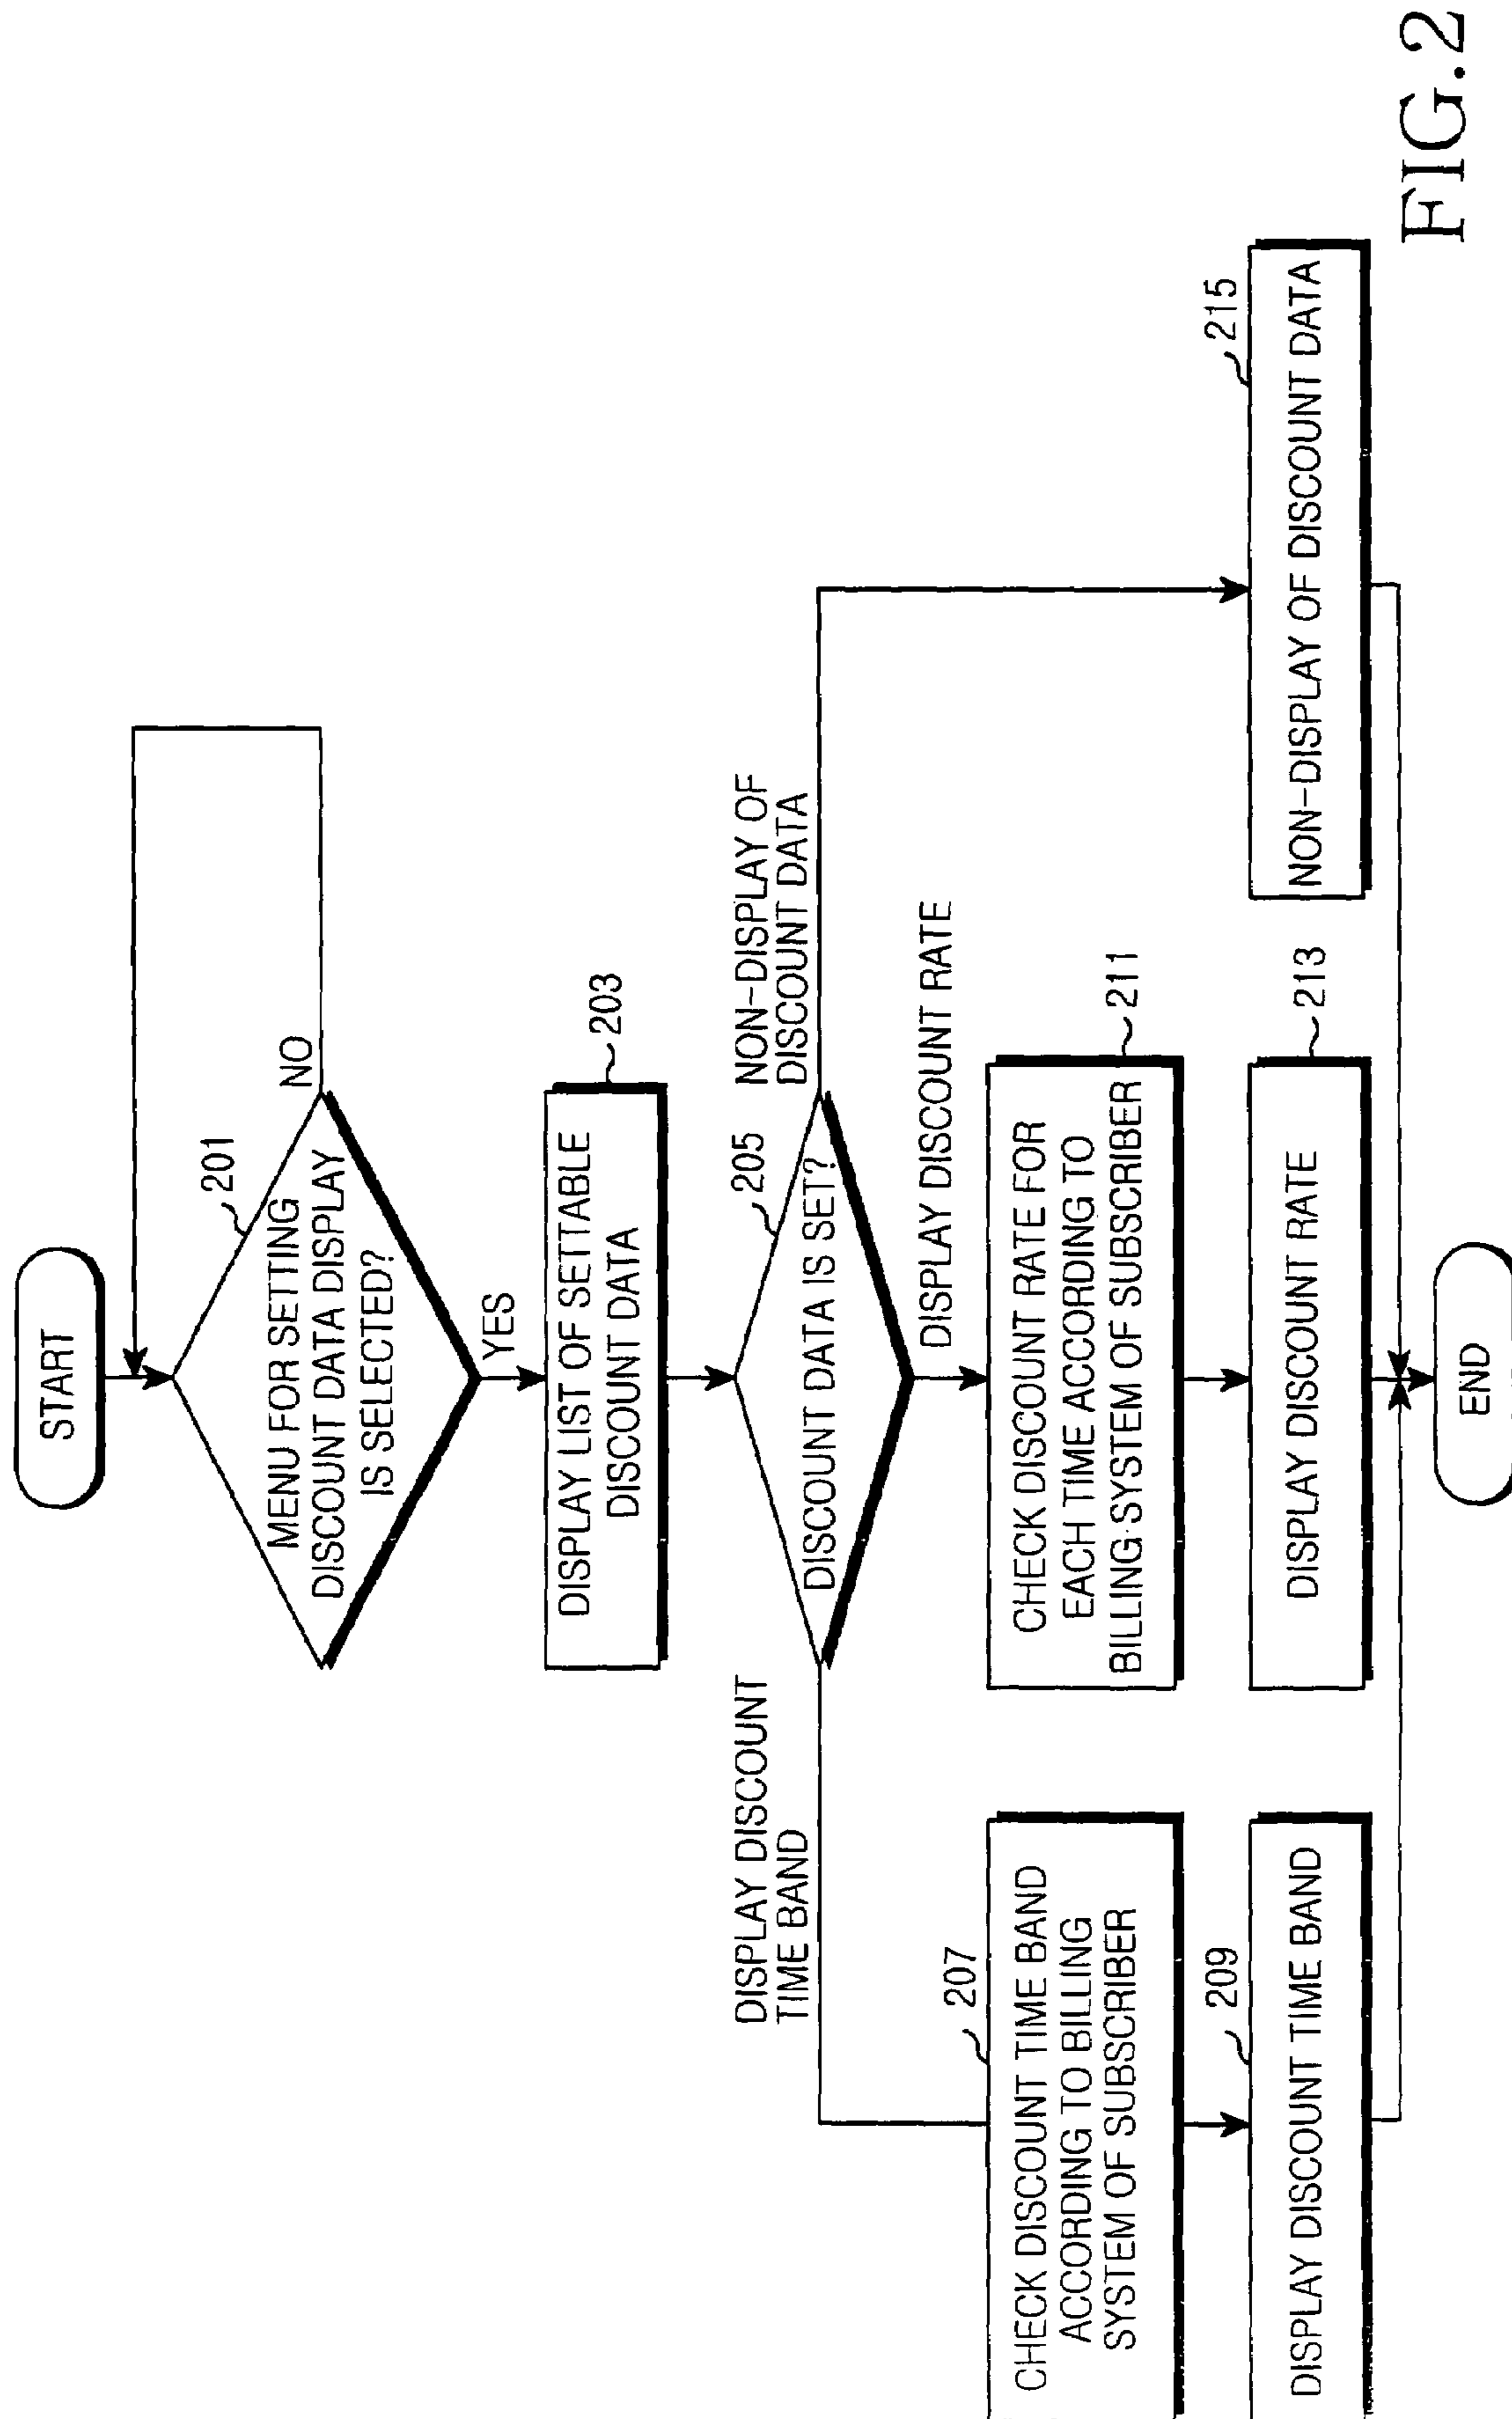 START
201
MENU FOR SETTING
DISCOUNT DATA DISPLAY
IS SELECTED?
NO
YES
DISPLAY LIST OF SETTABLE
DISCOUNT DATA
203
205
DISCOUNT DATA IS SET?
DISPLAY DISCOUNT
TIME BAND
NON-DISPLAY OF
DISCOUNT DATA
DISPLAY DISCOUNT RATE
207
CHECK DISCOUNT TIME BAND
ACCORDING TO BILLING
SYSTEM OF SUBSCRIBER
CHECK DISCOUNT RATE FOR
EACH TIME ACCORDING TO
BILLING SYSTEM OF SUBSCRIBER
211
209
DISPLAY DISCOUNT TIME BAND
DISPLAY DISCOUNT RATE
213
215
NON-DISPLAY OF DISCOUNT DATA
END
FIG.2